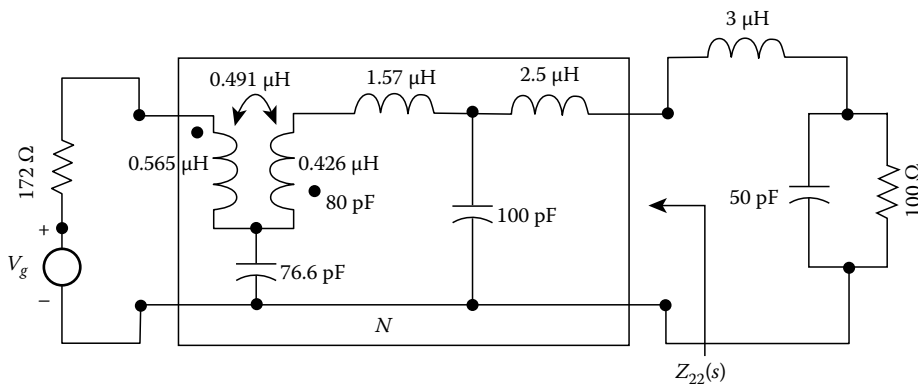 3 μH
0.491 μH
1.57 μH
2.5 μH
172 Ω
0.565 μH
0.426 μH
80 pF
50 pF
100 Ω
100 pF
+
V_g
−
76.6 pF
N
Z_22(s)